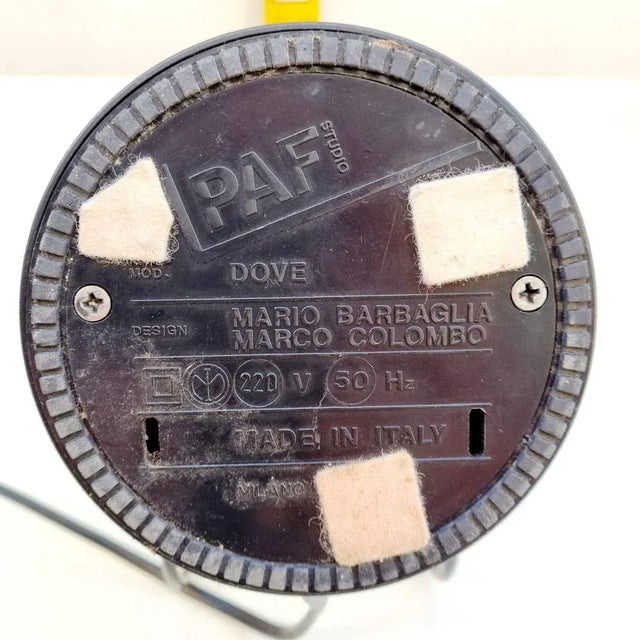 PAF
STUDIO
MOD. DOVE
DESIGN MARIO BARBAGLIA
MARCO COLOMBO
220 V 50 Hz
MADE IN ITALY
MILANO